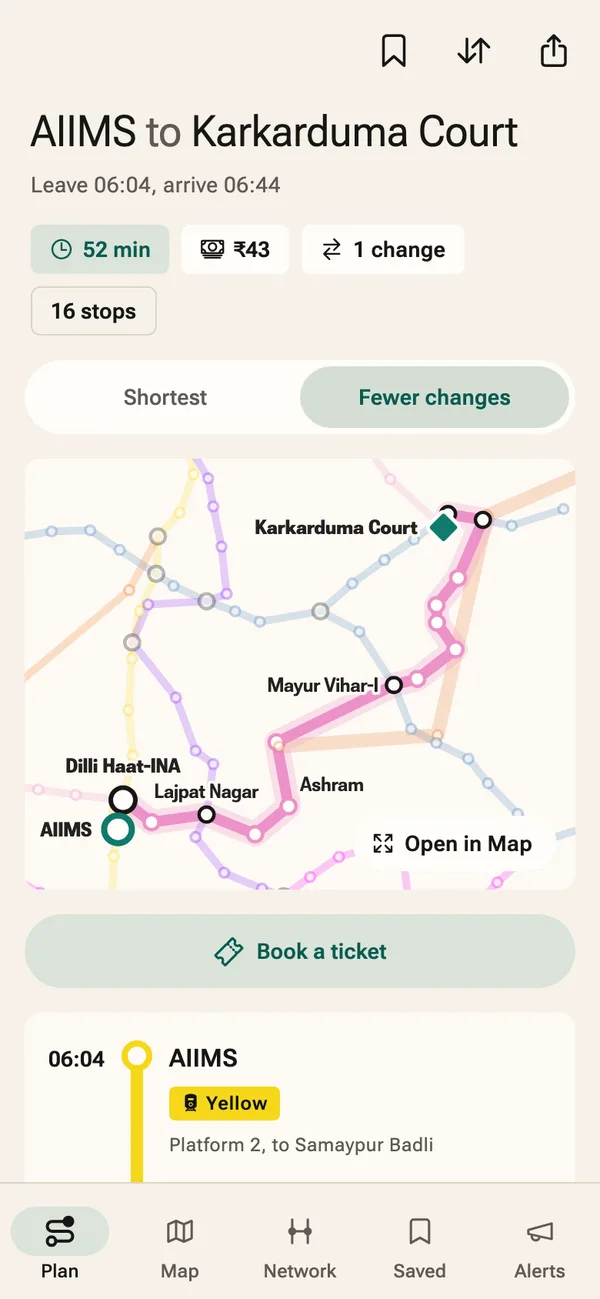 AIIMS to Karkarduma Court
Leave 06:04, arrive 06:44
52 min
₹43
1 change
16 stops
Shortest
Fewer changes
Karkarduma Court
Mayur Vihar-I
Dilli Haat-INA
Lajpat Nagar
Ashram
AIIMS
Open in Map
Book a ticket
06:04
AIIMS
Yellow
Platform 2, to Samaypur Badli
Plan
Map
Network
Saved
Alerts